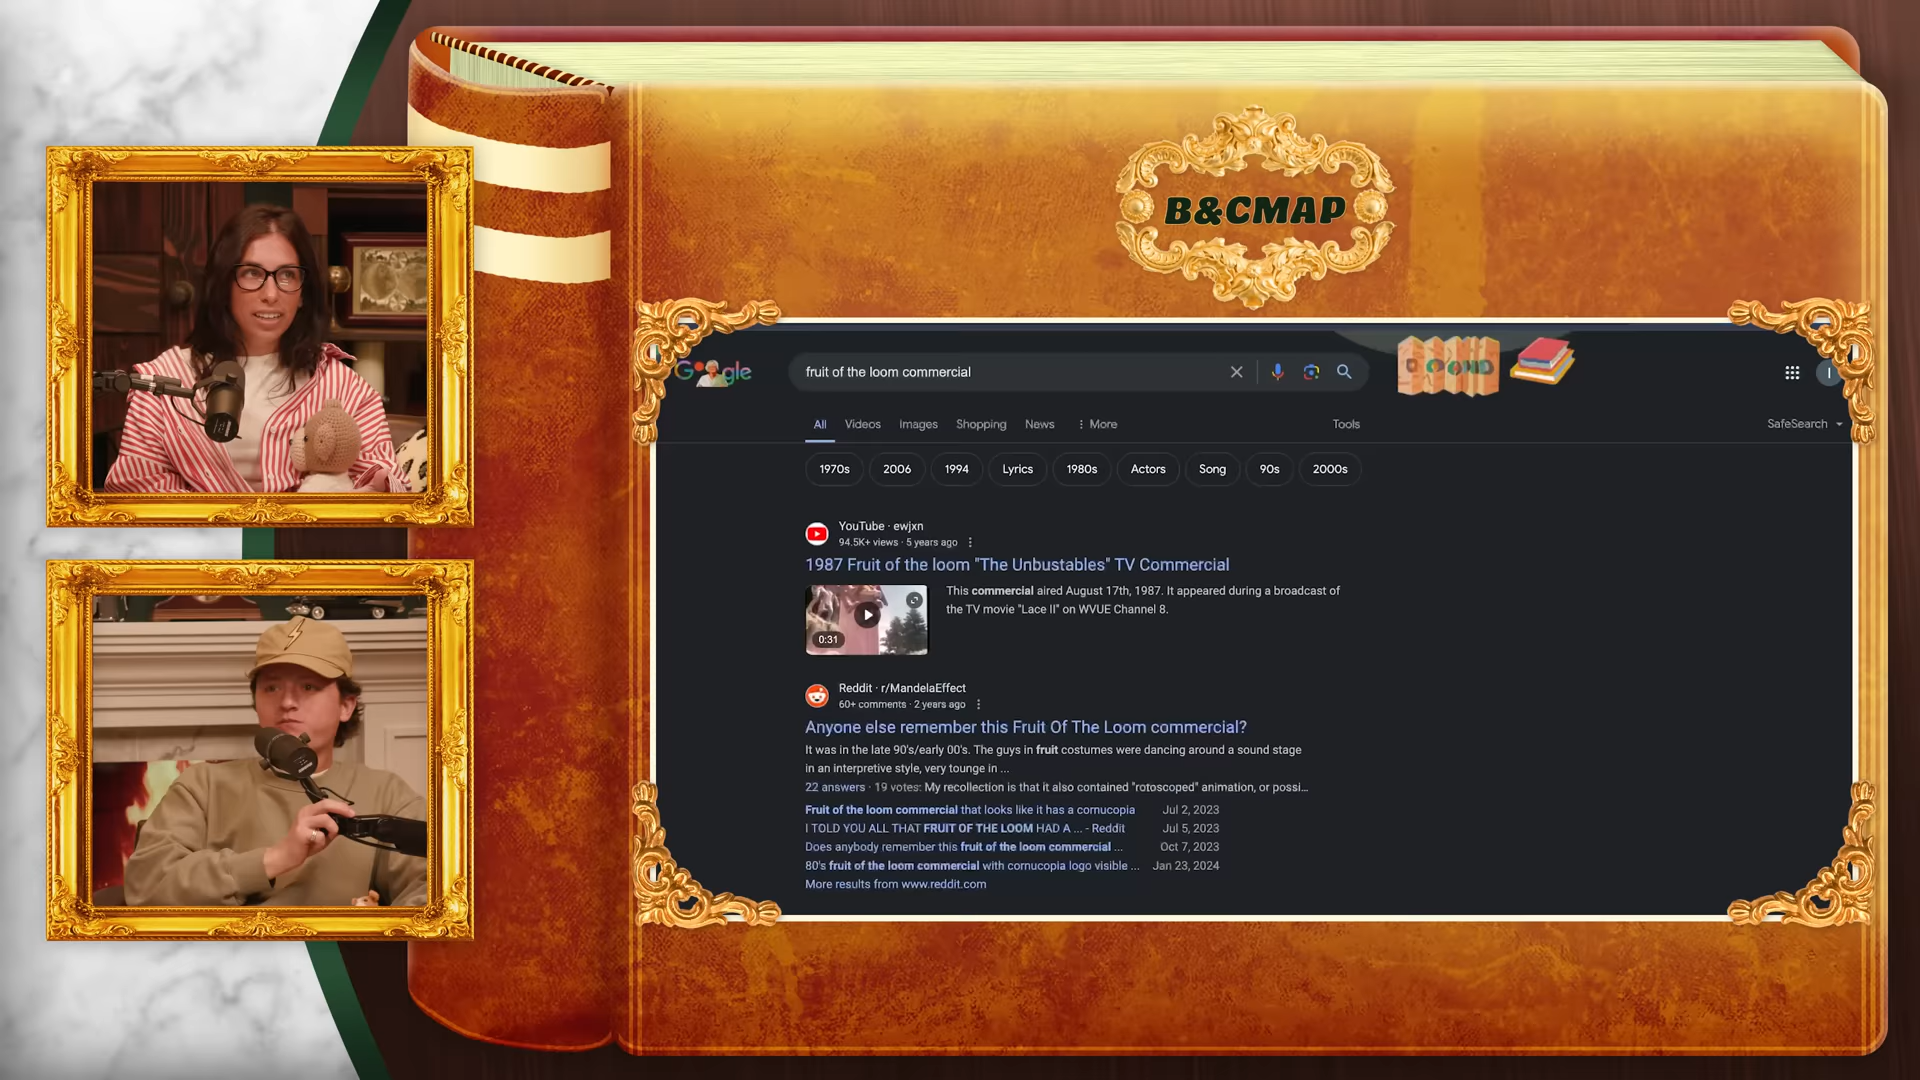 B&CMAP
Google
fruit of the loom commercial
All Videos Images Shopping News More Tools SafeSearch
1970s 2006 1994 Lyrics 1980s Actors Song 90s 2000s
YouTube · ewjxn
94.5K+ views · 5 years ago
1987 Fruit of the loom "The Unbustables" TV Commercial
This commercial aired August 17th, 1987. It appeared during a broadcast of
the TV movie "Lace II" on WVUE Channel 8.
0:31
Reddit · r/MandelaEffect
60+ comments · 2 years ago
Anyone else remember this Fruit Of The Loom commercial?
It was in the late 90's/early 00's. The guys in fruit costumes were dancing around a sound stage
in an interpretive style, very tounge in ...
22 answers · 19 votes: My recollection is that it also contained "rotoscoped" animation, or possi...
Fruit of the loom commercial that looks like it has a cornucopia Jul 2, 2023
I TOLD YOU ALL THAT FRUIT OF THE LOOM HAD A ... - Reddit Jul 5, 2023
Does anybody remember this fruit of the loom commercial ... Oct 7, 2023
80's fruit of the loom commercial with cornucopia logo visible ... Jan 23, 2024
More results from www.reddit.com